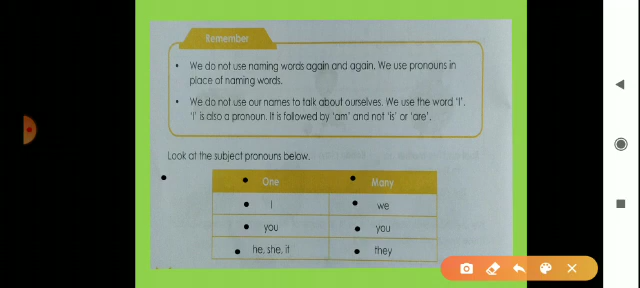 Remember
• We do not use naming words again and again. We use pronouns in
place of naming words.
• We do not use our names to talk about ourselves. We use the word 'I'.
'I' is also a pronoun. It is followed by 'am' and not 'is' or 'are'.
Look at the subject pronouns below.
One Many
I we
you you
he, she, it they